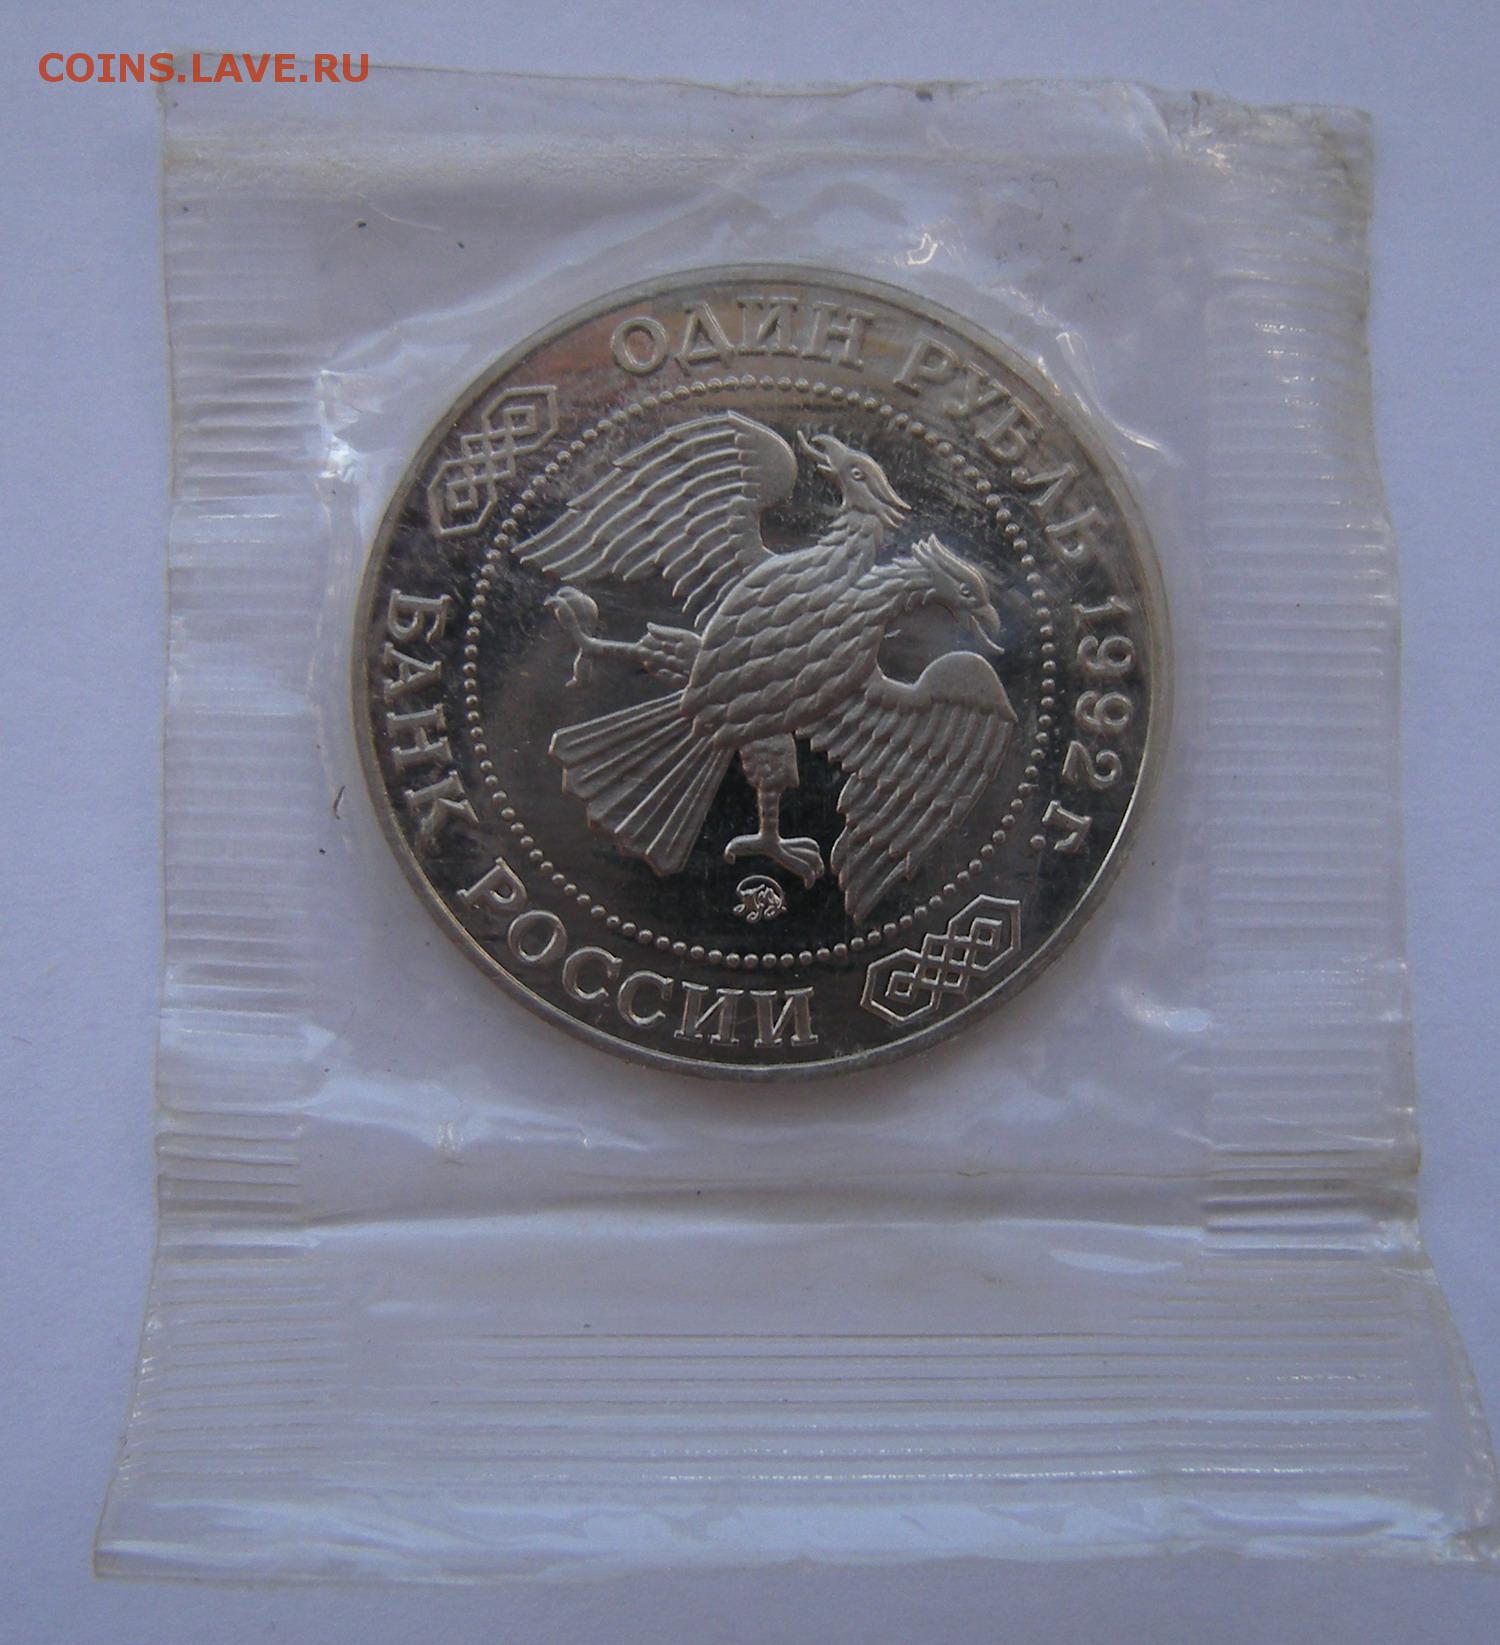 COINS.LAVE.RU
ОДИН РУБЛЬ 1992 г.
БАНК РОССИИ